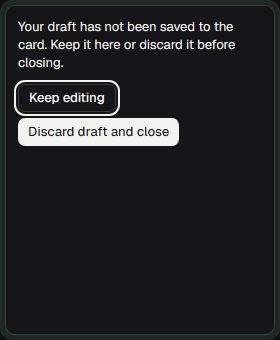 Your draft has not been saved to the
card. Keep it here or discard it before
closing.
Keep editing
Discard draft and close